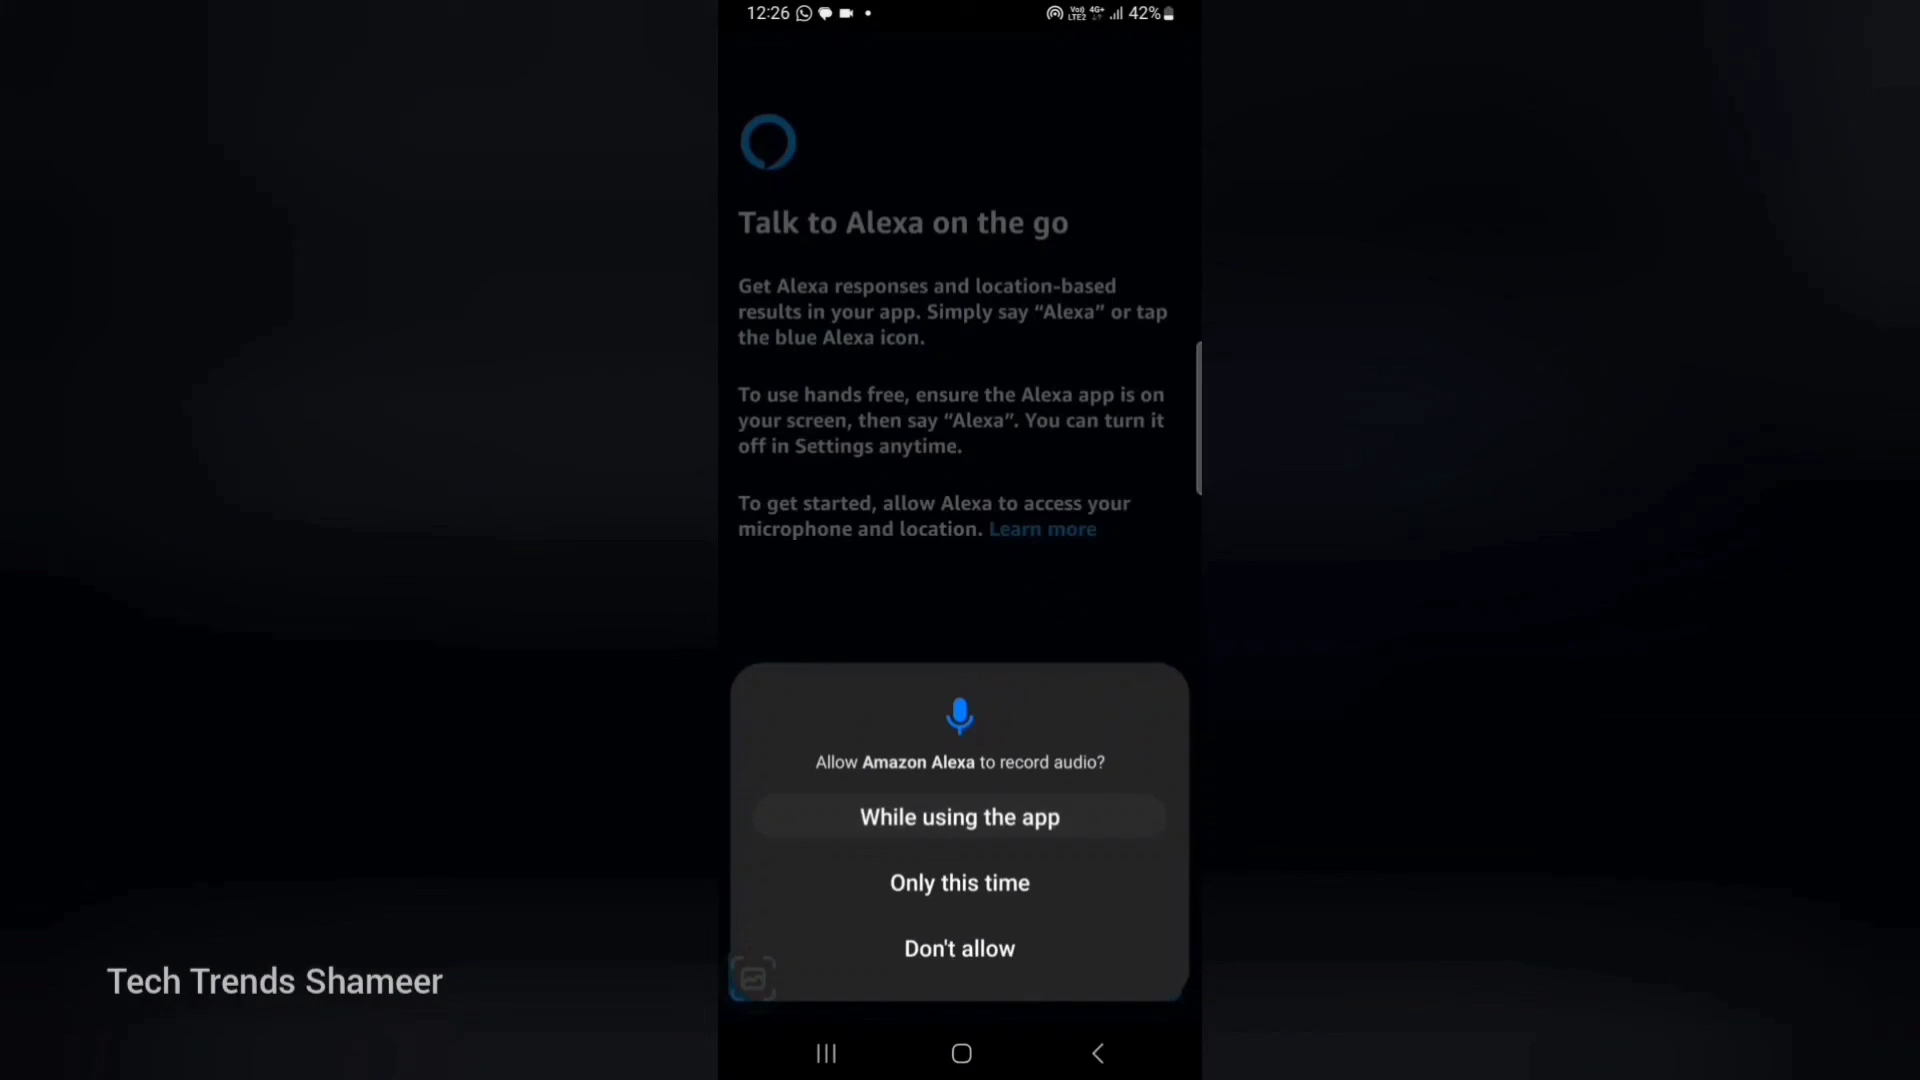 12:26
Vo)) LTE2 4G+ 42%
Talk to Alexa on the go
Get Alexa responses and location-based
results in your app. Simply say “Alexa” or tap
the blue Alexa icon.
To use hands free, ensure the Alexa app is on
your screen, then say “Alexa”. You can turn it
off in Settings anytime.
To get started, allow Alexa to access your
microphone and location. Learn more
Allow Amazon Alexa to record audio?
While using the app
Only this time
Don't allow
Tech Trends Shameer